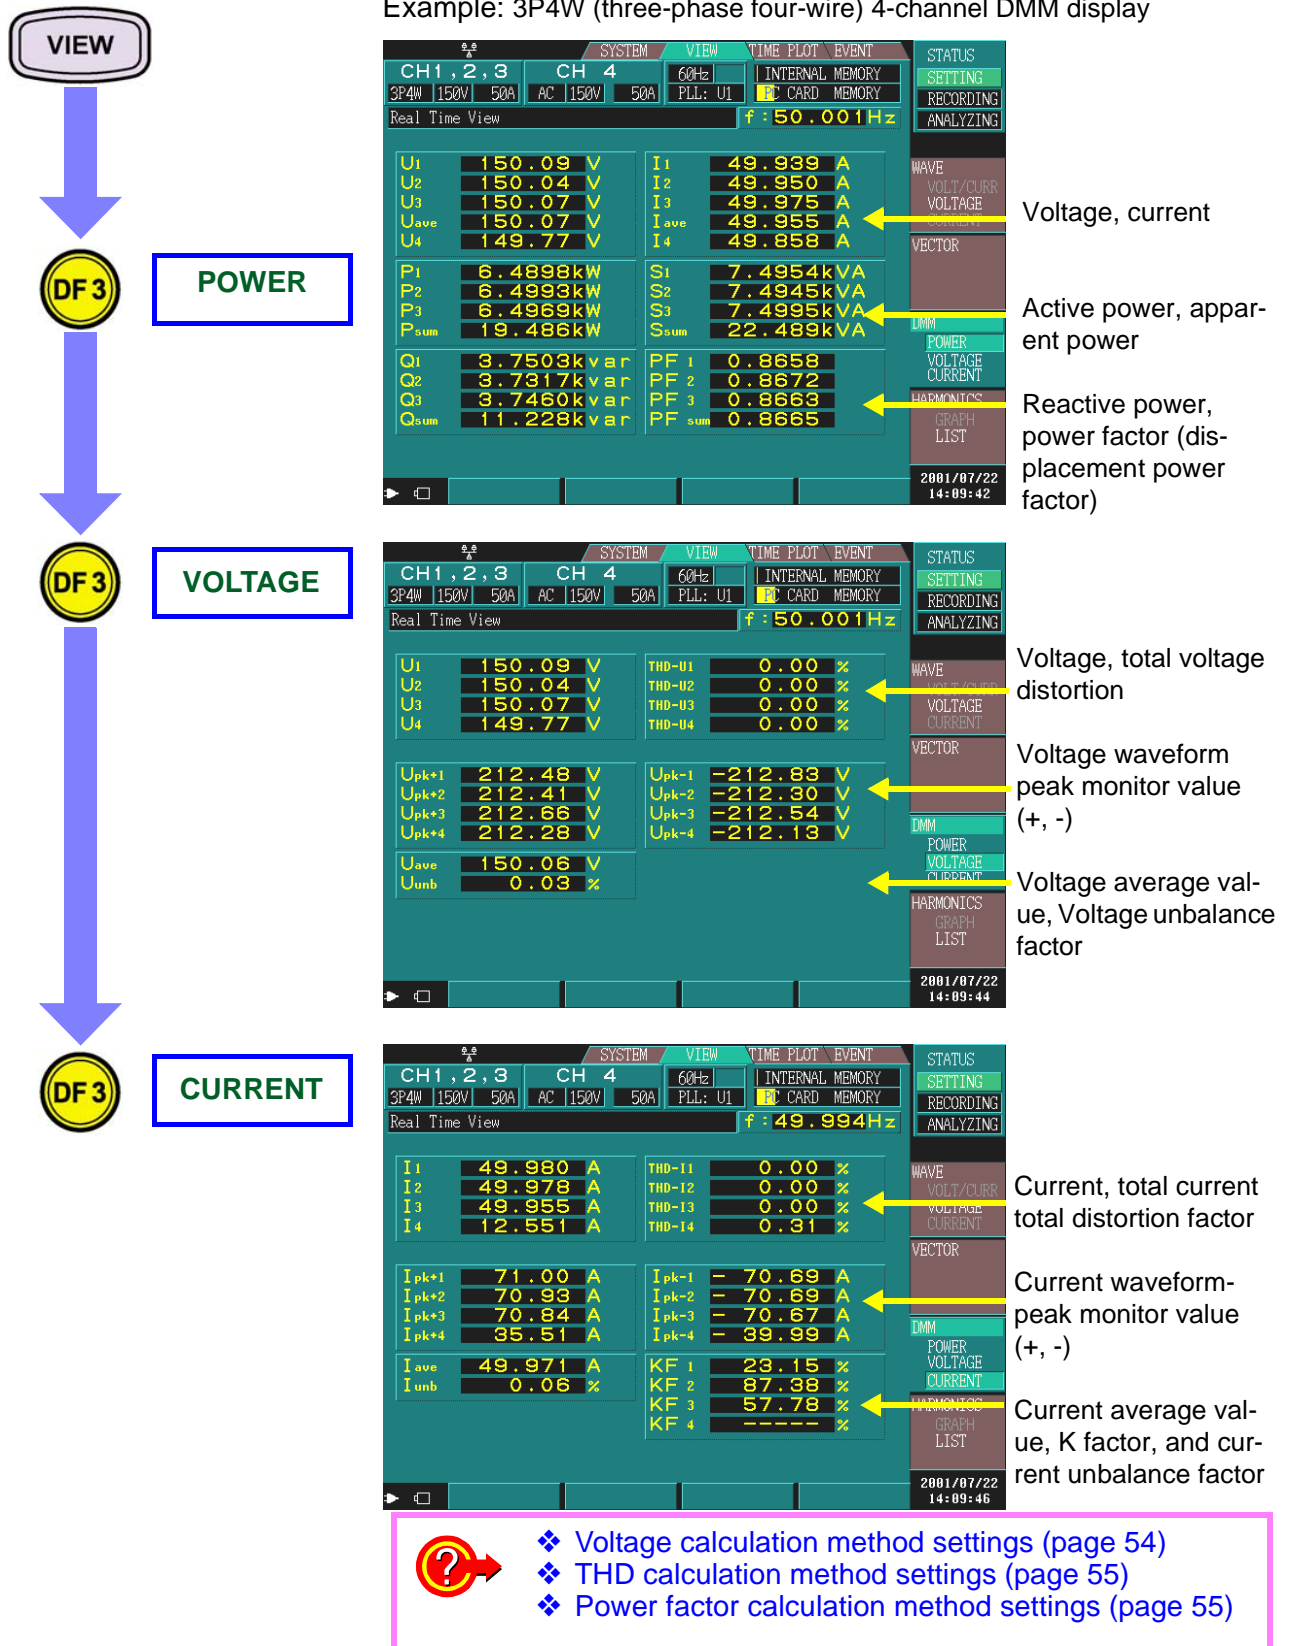 Example: 3P4W (three-phase four-wire) 4-channel DMM display
VIEW
SYSTEM VIEW TIME PLOT EVENT STATUS
CH1,2,3 CH 4 60Hz INTERNAL MEMORY SETTING
3P4W 150V 50A AC 150V 50A PLL: U1 PC CARD MEMORY RECORDING
Real Time View f:50.001Hz ANALYZING
U1 150.09 V I1 49.939 A
U2 150.04 V I2 49.950 A
U3 150.07 V I3 49.975 A
Uave 150.07 V Iave 49.955 A
U4 149.77 V I4 49.858 A
WAVE
VOLT/CURR
VOLTAGE
CURRENT
VECTOR
Voltage, current
DF 3
POWER
P1 6.4898kW S1 7.4954kVA
P2 6.4993kW S2 7.4945kVA
P3 6.4969kW S3 7.4995kVA
Psum 19.486kW Ssum 22.489kVA
Active power, appar-
ent power
Q1 3.7503kvar PF 1 0.8658
Q2 3.7317kvar PF 2 0.8672
Q3 3.7460kvar PF 3 0.8663
Qsum 11.228kvar PF sum 0.8665
DMM
POWER
VOLTAGE
CURRENT
HARMONICS
GRAPH
LIST
Reactive power,
power factor (dis-
placement power
factor)
2001/07/22
14:09:42
DF 3
VOLTAGE
SYSTEM VIEW TIME PLOT EVENT STATUS
CH1,2,3 CH 4 60Hz INTERNAL MEMORY SETTING
3P4W 150V 50A AC 150V 50A PLL: U1 PC CARD MEMORY RECORDING
Real Time View f:50.001Hz ANALYZING
U1 150.09 V THD-U1 0.00 %
U2 150.04 V THD-U2 0.00 %
U3 150.07 V THD-U3 0.00 %
U4 149.77 V THD-U4 0.00 %
WAVE
VOLT/CURR
VOLTAGE
CURRENT
VECTOR
Voltage, total voltage
distortion
Upk+1 212.48 V Upk-1 -212.83 V
Upk+2 212.41 V Upk-2 -212.30 V
Upk+3 212.66 V Upk-3 -212.54 V
Upk+4 212.28 V Upk-4 -212.13 V
Voltage waveform
peak monitor value
(+, -)
Uave 150.06 V
Uunb 0.03 %
DMM
POWER
VOLTAGE
CURRENT
HARMONICS
GRAPH
LIST
Voltage average val-
ue, Voltage unbalance
factor
2001/07/22
14:09:44
DF 3
CURRENT
SYSTEM VIEW TIME PLOT EVENT STATUS
CH1,2,3 CH 4 60Hz INTERNAL MEMORY SETTING
3P4W 150V 50A AC 150V 50A PLL: U1 PC CARD MEMORY RECORDING
Real Time View f:49.994Hz ANALYZING
I1 49.980 A THD-I1 0.00 %
I2 49.978 A THD-I2 0.00 %
I3 49.955 A THD-I3 0.00 %
I4 12.551 A THD-I4 0.31 %
WAVE
VOLT/CURR
VOLTAGE
CURRENT
VECTOR
Current, total current
total distortion factor
Ipk+1 71.00 A Ipk-1 - 70.69 A
Ipk+2 70.93 A Ipk-2 - 70.69 A
Ipk+3 70.84 A Ipk-3 - 70.67 A
Ipk+4 35.51 A Ipk-4 - 39.99 A
Current waveform-
peak monitor value
(+, -)
Iave 49.971 A KF 1 23.15 %
Iunb 0.06 % KF 2 87.38 %
KF 3 57.78 %
KF 4 ----- %
DMM
POWER
VOLTAGE
CURRENT
HARMONICS
GRAPH
LIST
Current average val-
ue, K factor, and cur-
rent unbalance factor
2001/07/22
14:09:46
?
❖ Voltage calculation method settings (page 54)
❖ THD calculation method settings (page 55)
❖ Power factor calculation method settings (page 55)